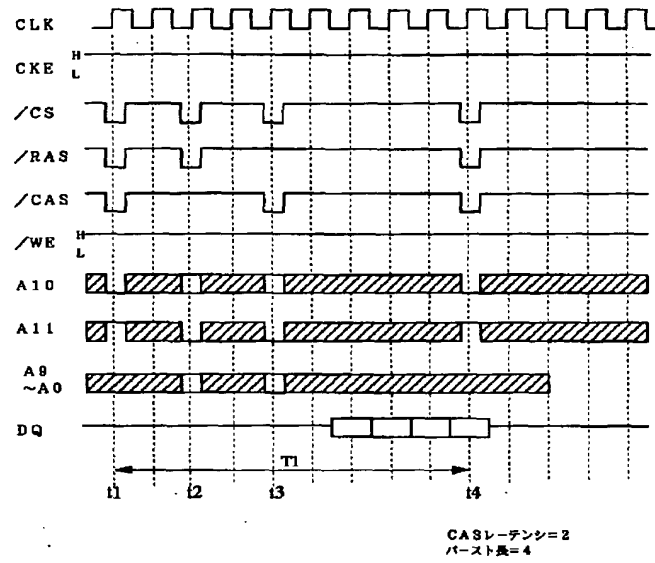 CLK
CKE H
L
/CS
/RAS
/CAS
/WE H
L
A10
A11
A9
~A0
DQ
T1
t1 t2 t3 t4
CASレーテンシ=2
バースト長=4